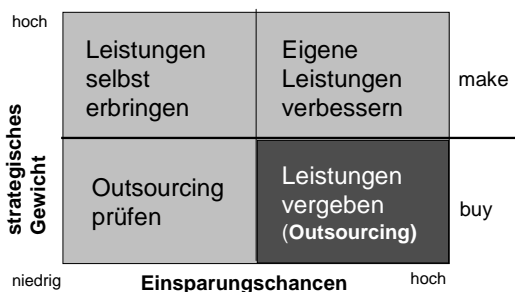 hoch
Leistungen
selbst
erbringen
Eigene
Leistungen
verbessern
make
strategisches
Gewicht
Outsourcing
prüfen
Leistungen
vergeben
(Outsourcing)
buy
niedrig
Einsparungschancen
hoch